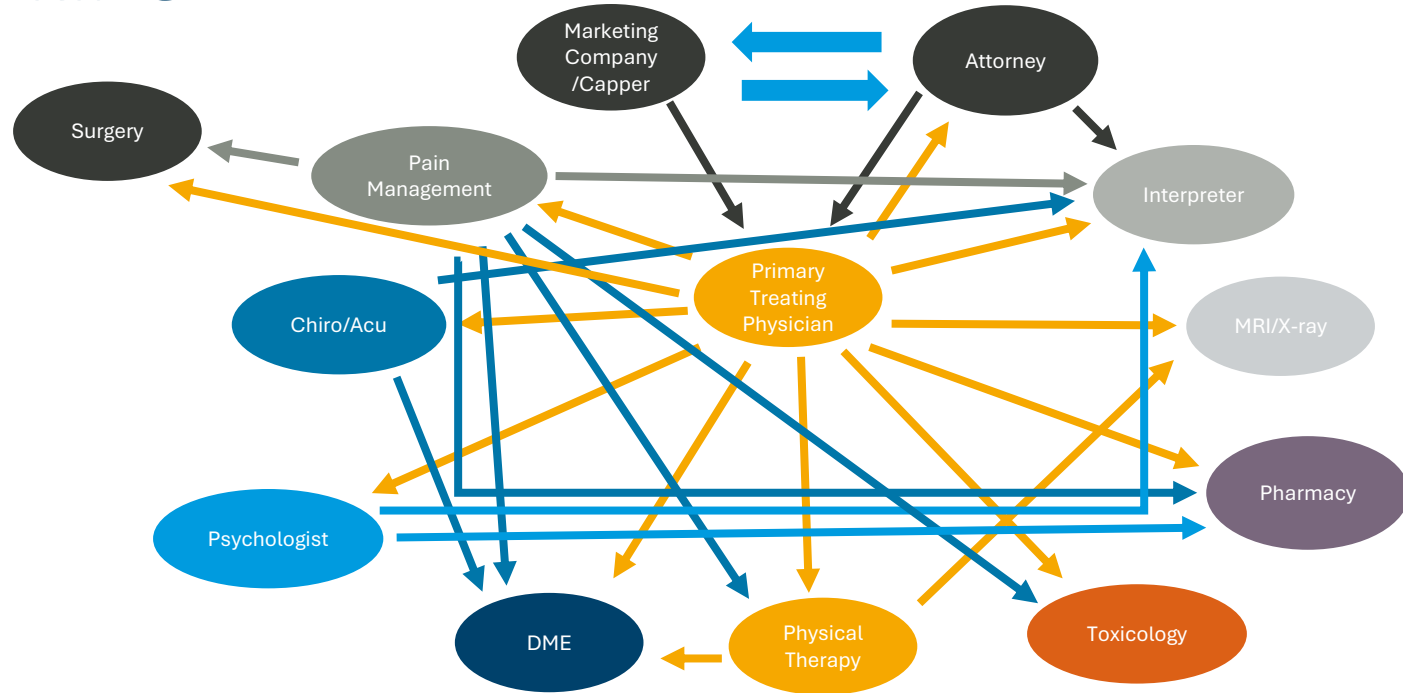 Marketing
Company
/Capper
Attorney
Surgery
Pain
Management
Interpreter
Primary
Treating
Physician
Chiro/Acu
MRI/X-ray
Pharmacy
Psychologist
DME
Physical
Therapy
Toxicology